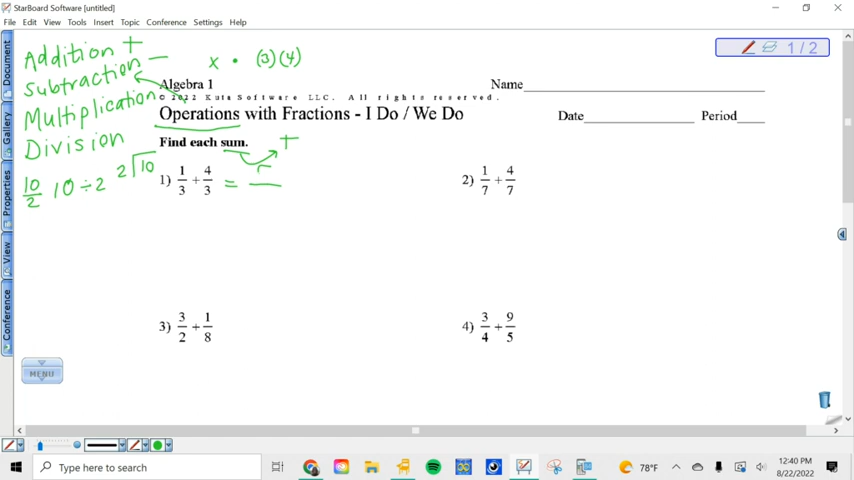 StarBoard Software [untitled]
File Edit View Tools Insert Topic Conference Settings Help
Document
Gallery
Properties
View
Conference
Addition +
Subtraction −
Multiplication
Division
x · (3)(4)
10/2 10 ÷ 2 2⟌10
1 / 2
Algebra 1
© 2022 Kuta Software LLC. All rights reserved.
Name
Operations with Fractions - I Do / We Do
Date Period
Find each sum. +
1) 1/3 + 4/3 =
2) 1/7 + 4/7
3) 3/2 + 1/8
4) 3/4 + 9/5
MENU
Type here to search
78°F
12:40 PM
8/22/2022